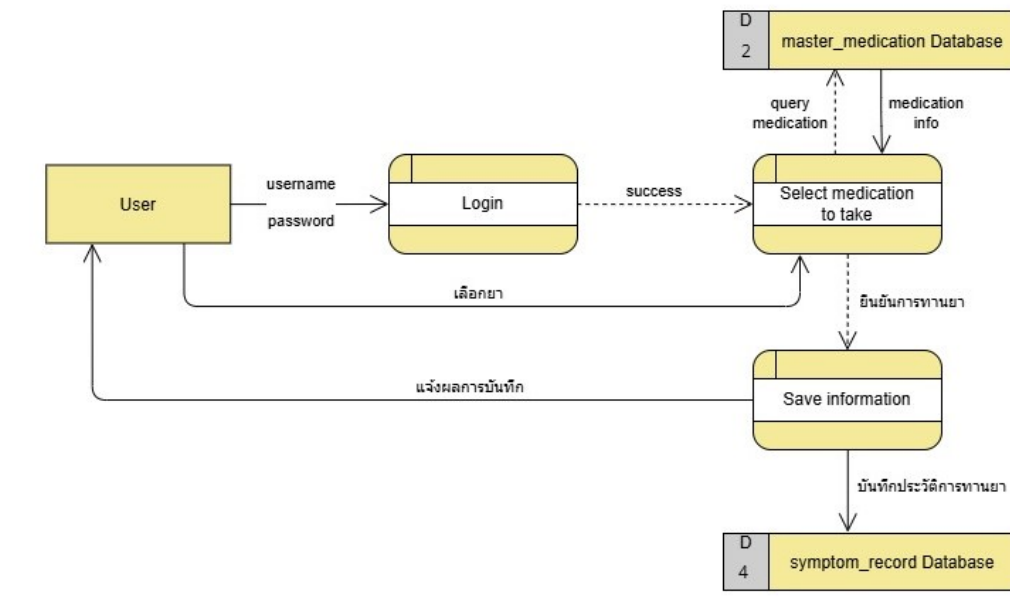 D
2
master_medication Database
query
medication
medication
info
User
username
password
Login
success
Select medication
to take
เลือกยา
ยืนยันการทานยา
แจ้งผลการบันทึก
Save information
บันทึกประวัติการทานยา
D
4
symptom_record Database